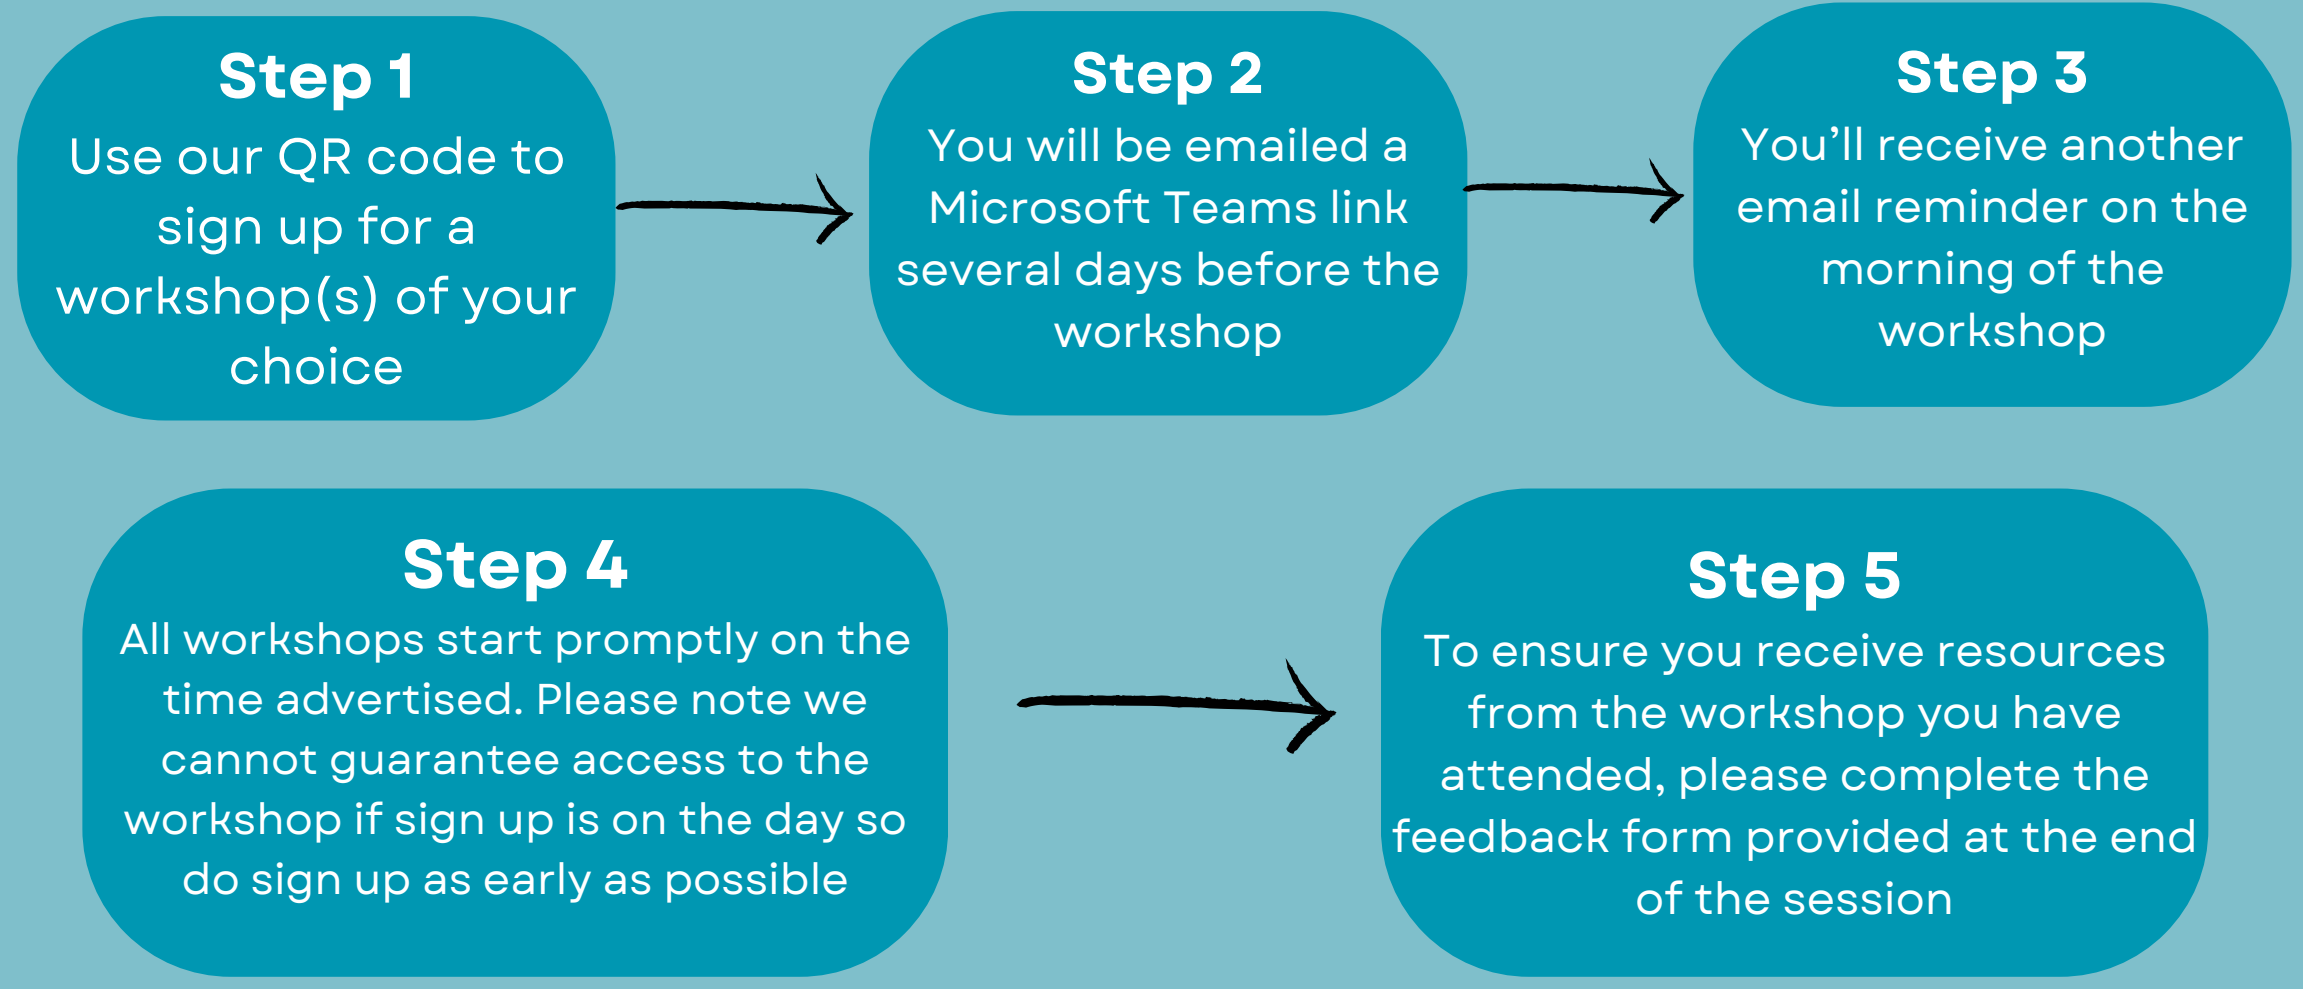 Step 1
Use our QR code to
sign up for a
workshop(s) of your
choice
Step 2
You will be emailed a
Microsoft Teams link
several days before the
workshop
Step 3
You’ll receive another
email reminder on the
morning of the
workshop
Step 4
All workshops start promptly on the
time advertised. Please note we
cannot guarantee access to the
workshop if sign up is on the day so
do sign up as early as possible
Step 5
To ensure you receive resources
from the workshop you have
attended, please complete the
feedback form provided at the end
of the session